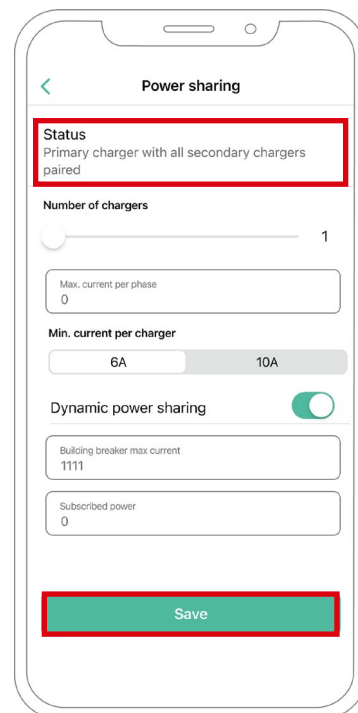 Power sharing
Status
Primary charger with all secondary chargers
paired
Number of chargers
1
Max. current per phase
0
Min. current per charger
6A 10A
Dynamic power sharing
Building breaker max current
1111
Subscribed power
0
Save